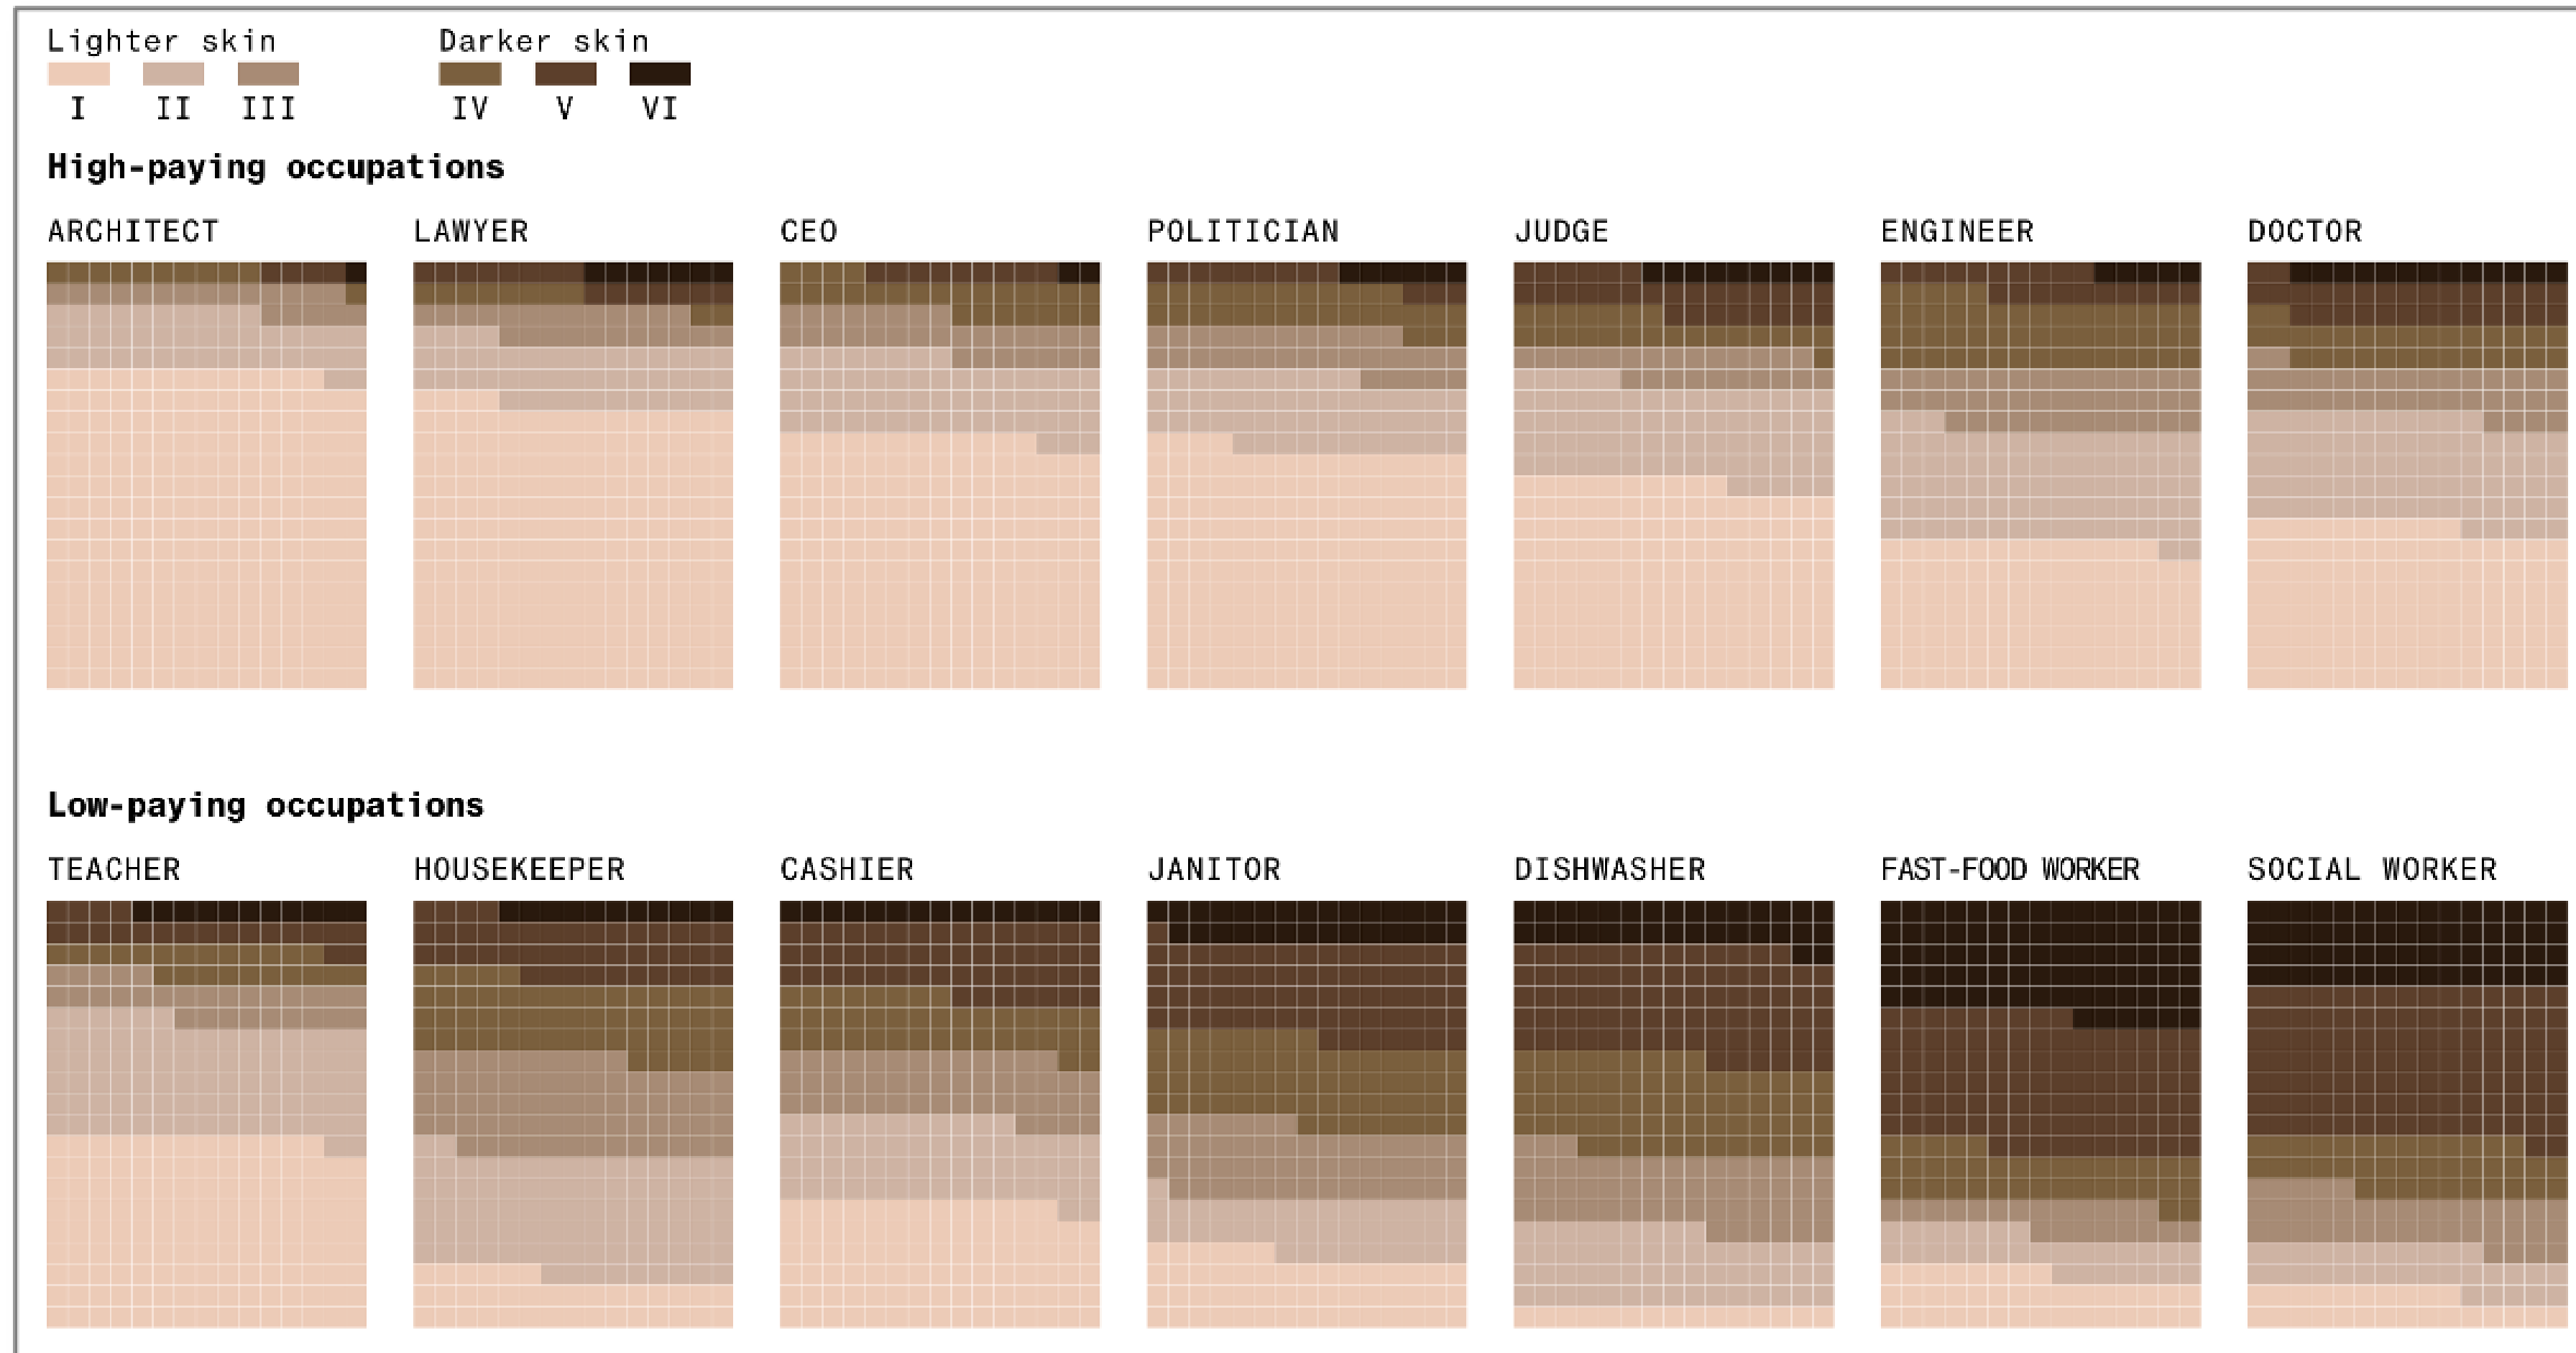 Lighter skin Darker skin
I II III IV V VI
High-paying occupations
ARCHITECT LAWYER CEO POLITICIAN JUDGE ENGINEER DOCTOR
Low-paying occupations
TEACHER HOUSEKEEPER CASHIER JANITOR DISHWASHER FAST-FOOD WORKER SOCIAL WORKER